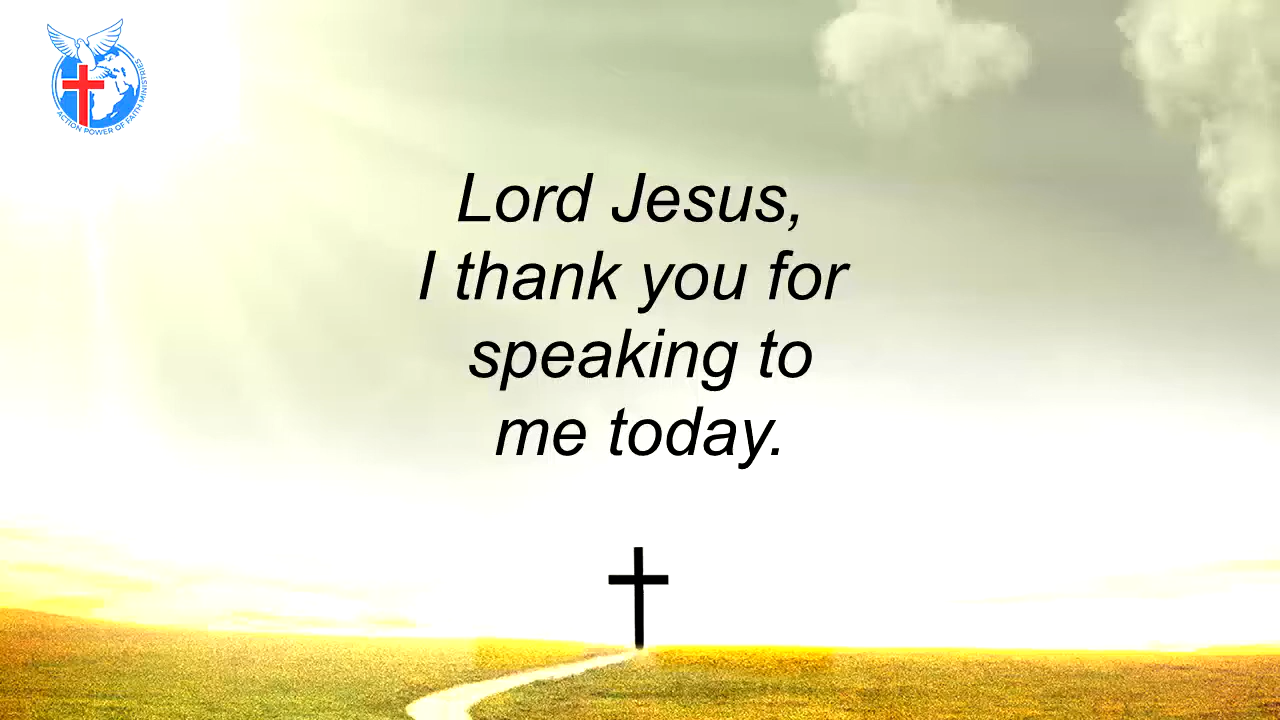 ACTION POWER OF FAITH MINISTRIES
Lord Jesus,
I thank you for
speaking to
me today.